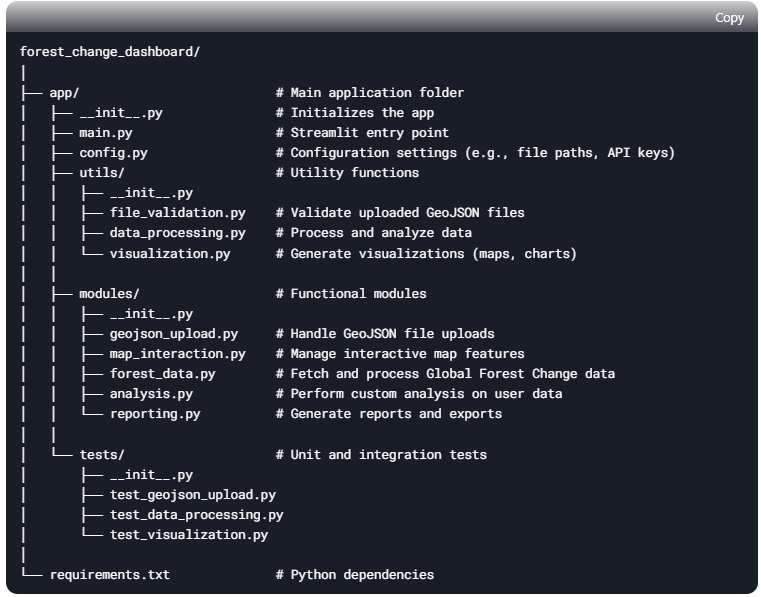 Copy
forest_change_dashboard/
│
├── app/                          # Main application folder
│   ├── __init__.py               # Initializes the app
│   ├── main.py                   # Streamlit entry point
│   ├── config.py                 # Configuration settings (e.g., file paths, API keys)
│   ├── utils/                    # Utility functions
│   │   ├── __init__.py
│   │   ├── file_validation.py    # Validate uploaded GeoJSON files
│   │   ├── data_processing.py    # Process and analyze data
│   │   └── visualization.py      # Generate visualizations (maps, charts)
│   │
│   ├── modules/                  # Functional modules
│   │   ├── __init__.py
│   │   ├── geojson_upload.py     # Handle GeoJSON file uploads
│   │   ├── map_interaction.py    # Manage interactive map features
│   │   ├── forest_data.py        # Fetch and process Global Forest Change data
│   │   ├── analysis.py           # Perform custom analysis on user data
│   │   └── reporting.py          # Generate reports and exports
│   │
│   └── tests/                    # Unit and integration tests
│       ├── __init__.py
│       ├── test_geojson_upload.py
│       ├── test_data_processing.py
│       └── test_visualization.py
│
└── requirements.txt              # Python dependencies